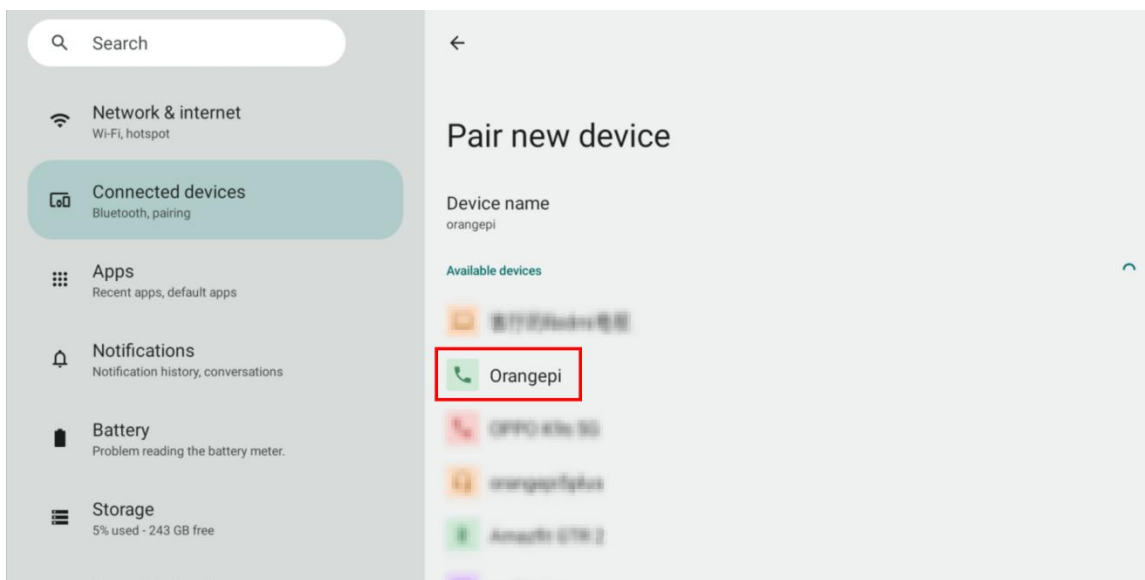 Search
Network & internet
Wi-Fi, hotspot
Connected devices
Bluetooth, pairing
Apps
Recent apps, default apps
Notifications
Notification history, conversations
Battery
Problem reading the battery meter.
Storage
5% used - 243 GB free
Pair new device
Device name
orangepi
Available devices
Orangepi